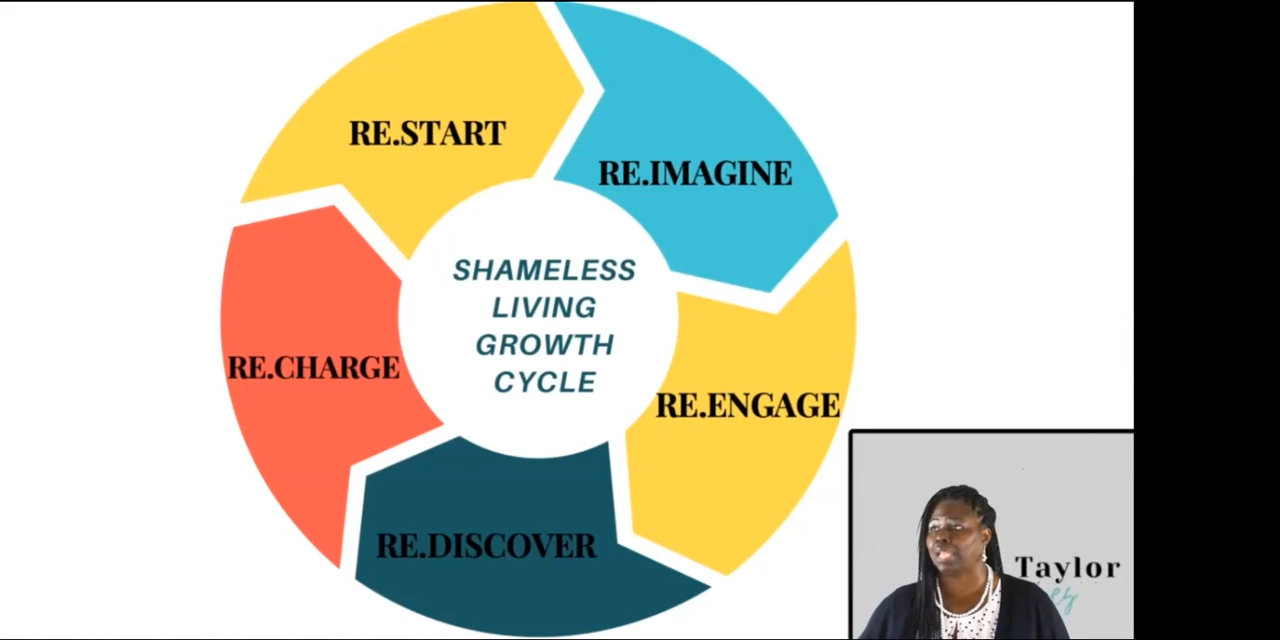 RE.START
RE.IMAGINE
SHAMELESS
LIVING
GROWTH
CYCLE
RE.CHARGE
RE.ENGAGE
RE.DISCOVER
Taylor